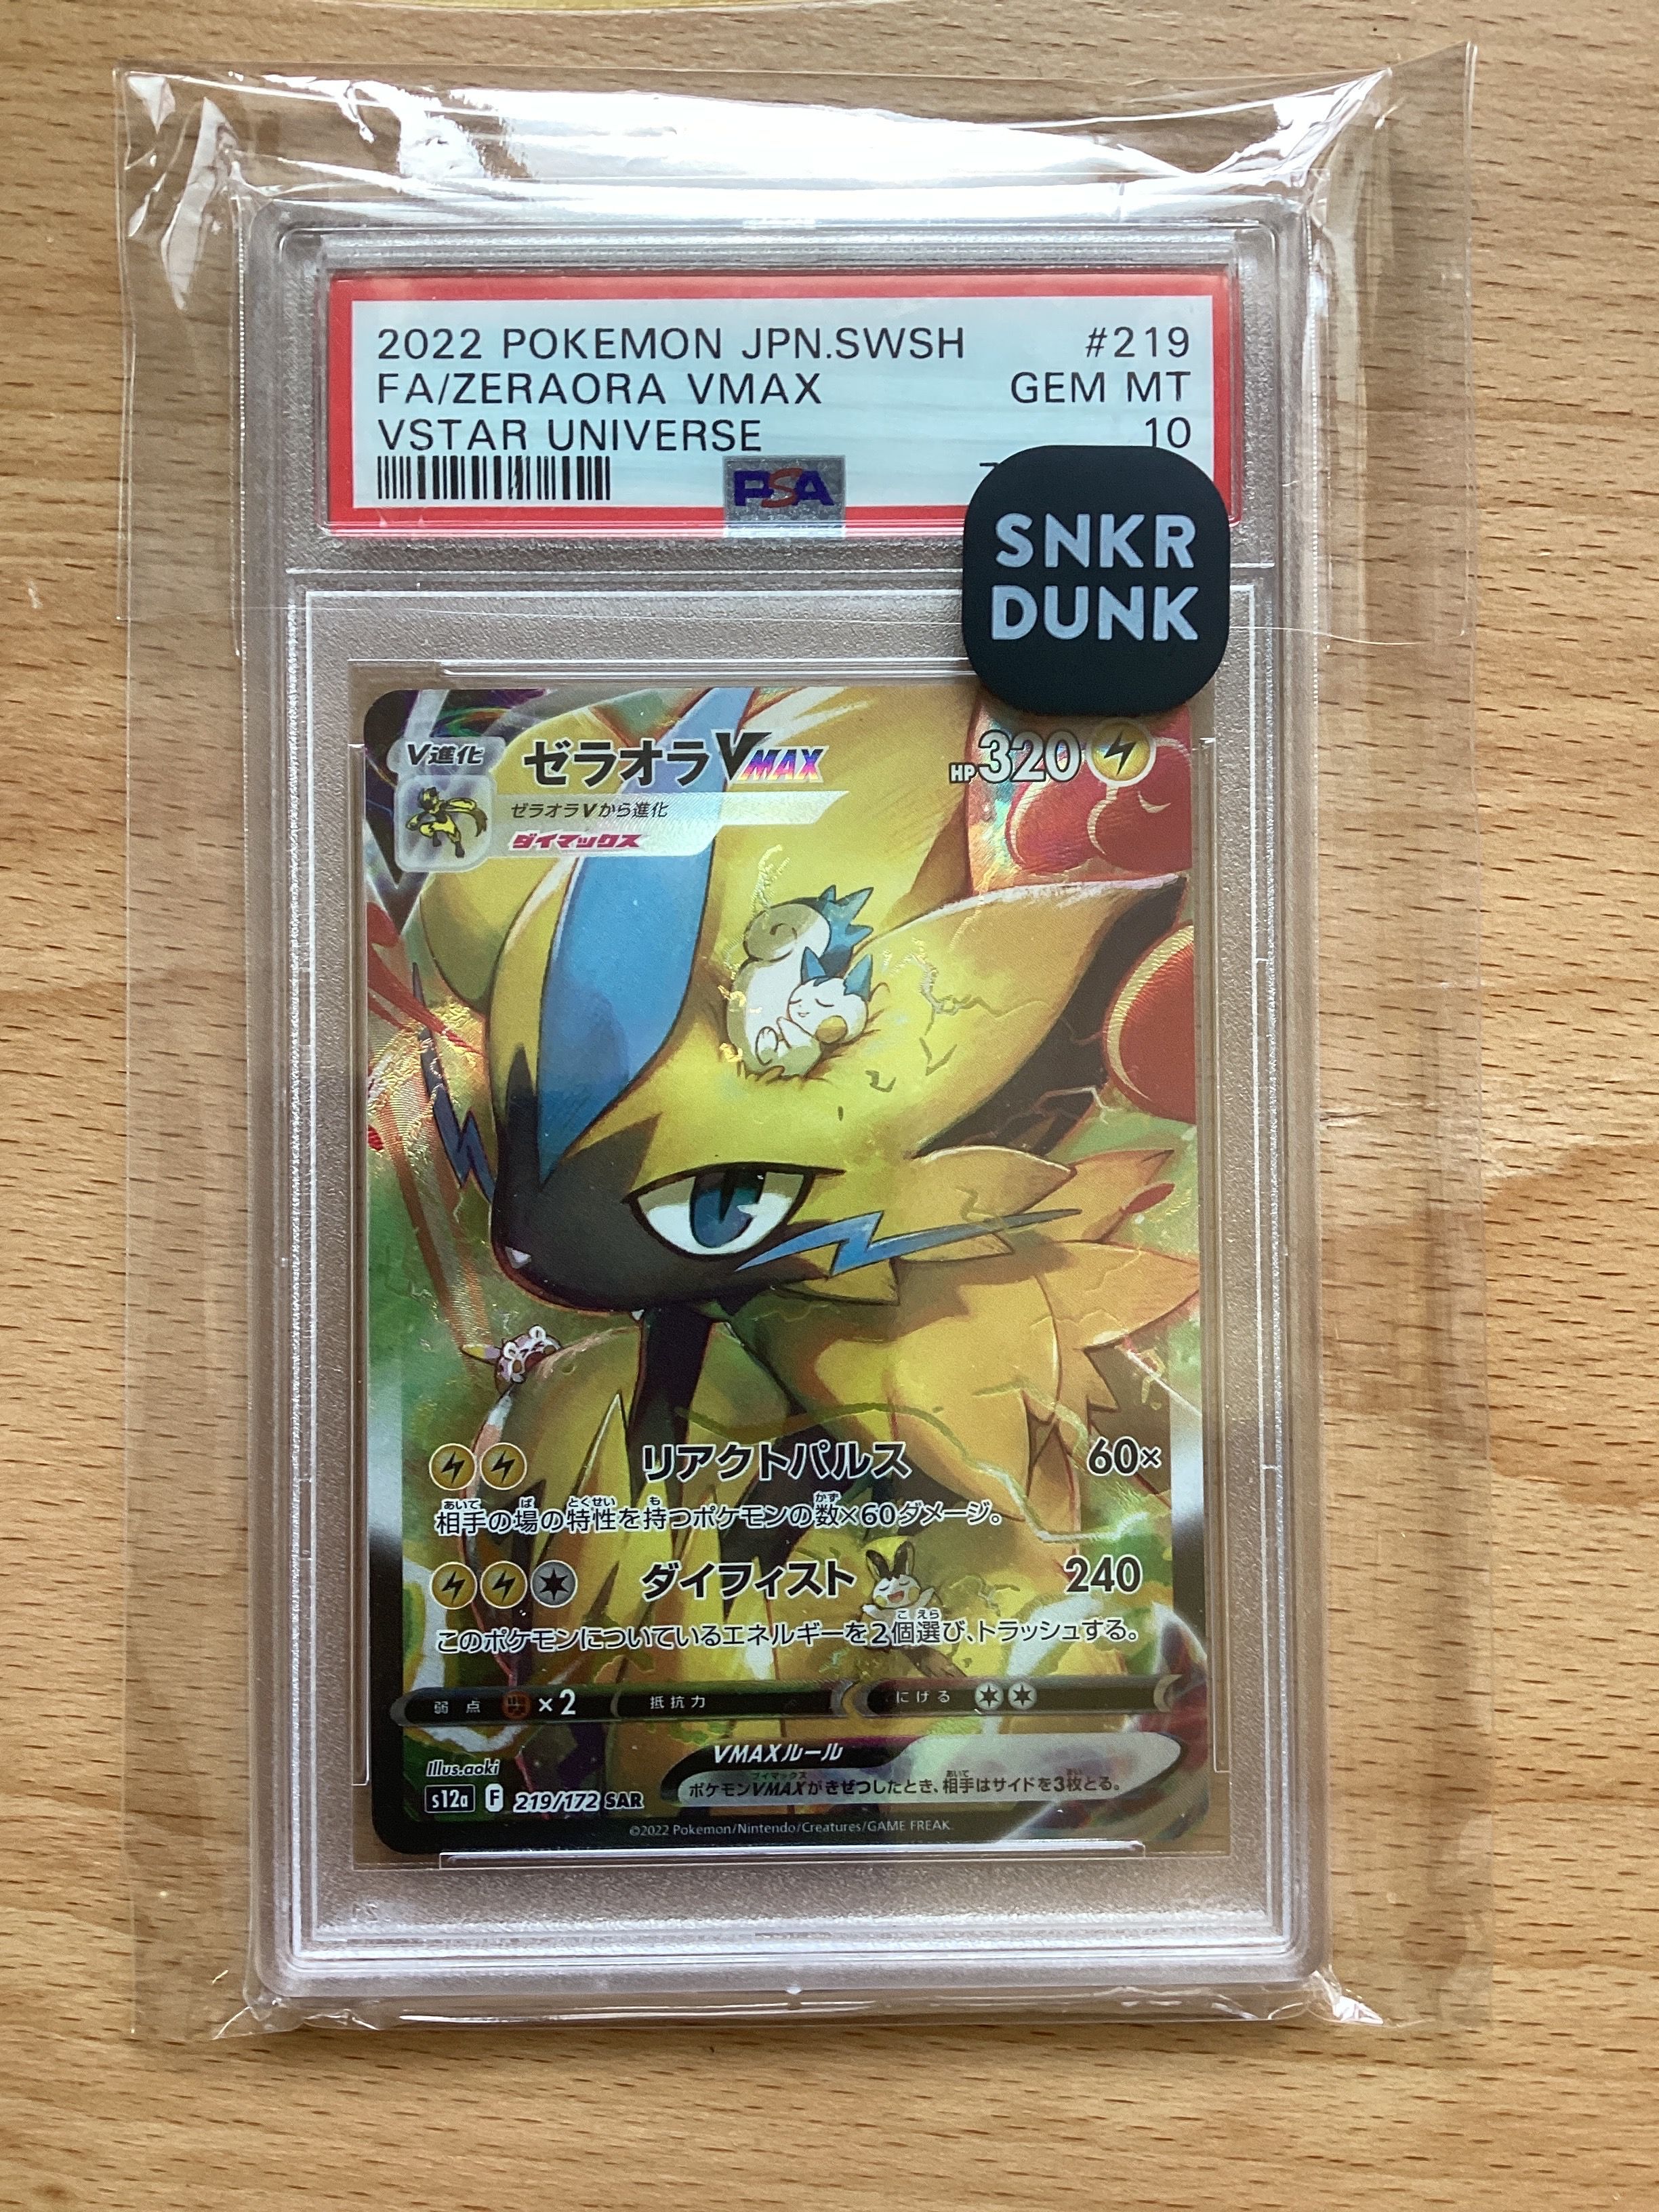 2022 POKEMON JPN.SWSH #219
FA/ZERAORA VMAX GEM MT
VSTAR UNIVERSE 10
PSA
SNKR
DUNK
V進化 ゼラオラVMAX HP320
ゼラオラVから進化
ダイマックス
リアクトパルス 60×
相手の場の特性を持つポケモンの数×60ダメージ。
ダイフィスト 240
このポケモンについているエネルギーを2個選び、トラッシュする。
弱点 ×2 抵抗力 にげる
VMAXルール
ポケモンVMAXがきぜつしたとき、相手はサイドを3枚とる。
Illus.aoki
s12a F 219/172 SAR
©2022 Pokemon/Nintendo/Creatures/GAME FREAK.